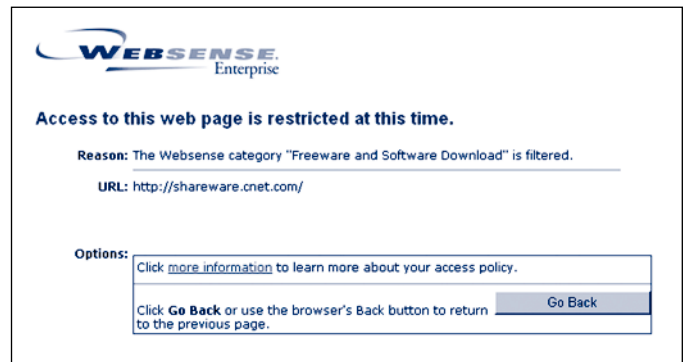 WEBSENSE.
Enterprise
Access to this web page is restricted at this time.
Reason: The Websense category "Freeware and Software Download" is filtered.
URL: http://shareware.cnet.com/
Options:
Click more information to learn more about your access policy.
Click Go Back or use the browser's Back button to return
to the previous page.
Go Back